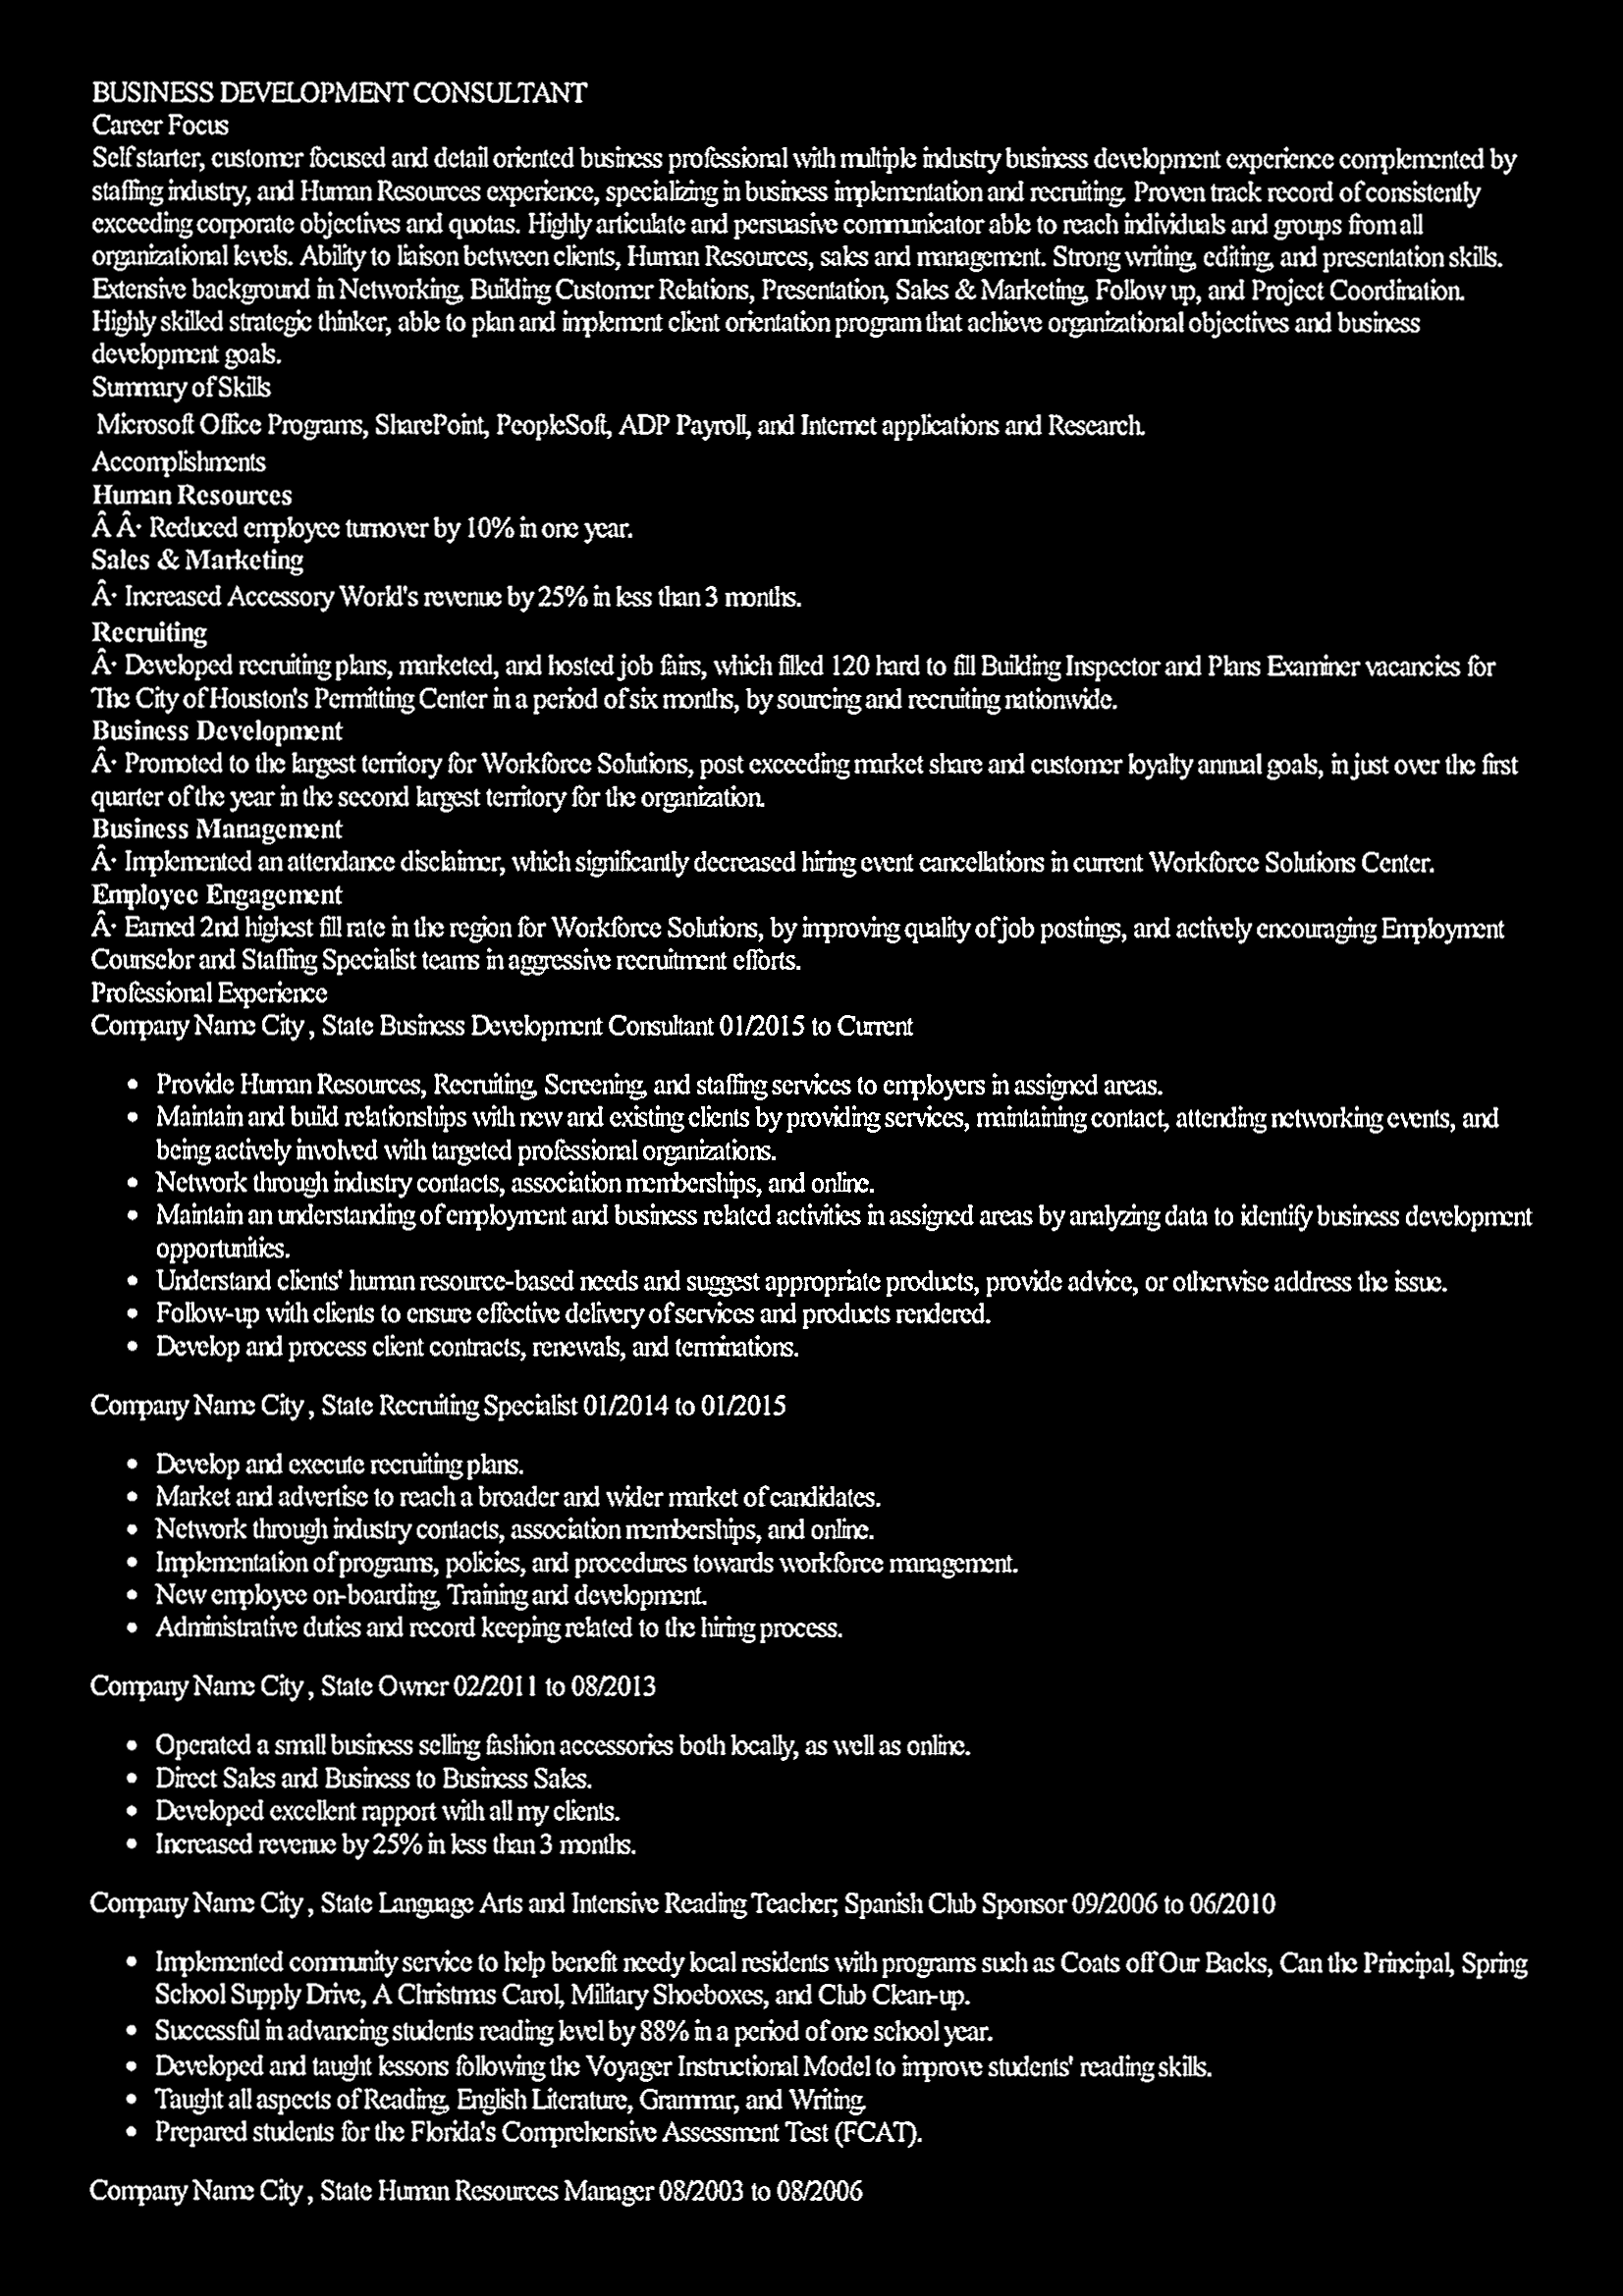 BUSINESS DEVELOPMENT CONSULTANT
Career Focus
Self starter, customer focused and detail oriented business professional with multiple industry business development experience complemented by
staffing industry, and Human Resources experience, specializing in business implementation and recruiting. Proven track record of consistently
exceeding corporate objectives and quotas. Highly articulate and persuasive communicator able to reach individuals and groups from all
organizational levels. Ability to liaison between clients, Human Resources, sales and management. Strong writing, editing, and presentation skills.
Extensive background in Networking, Building Customer Relations, Presentation, Sales & Marketing, Follow up, and Project Coordination.
Highly skilled strategic thinker, able to plan and implement client orientation program that achieve organizational objectives and business
development goals.
Summary of Skills
Microsoft Office Programs, SharePoint, PeopleSoft, ADP Payroll, and Internet applications and Research.
Accomplishments
Human Resources
Â Â· Reduced employee turnover by 10% in one year.
Sales & Marketing
Â· Increased Accessory World's revenue by 25% in less than 3 months.
Recruiting
Â· Developed recruiting plans, marketed, and hosted job fairs, which filled 120 hard to fill Building Inspector and Plans Examiner vacancies for
The City of Houston's Permitting Center in a period of six months, by sourcing and recruiting nationwide.
Business Development
Â· Promoted to the largest territory for Workforce Solutions, post exceeding market share and customer loyalty annual goals, in just over the first
quarter of the year in the second largest territory for the organization.
Business Management
Â· Implemented an attendance disclaimer, which significantly decreased hiring event cancellations in current Workforce Solutions Center.
Employee Engagement
Â· Earned 2nd highest fill rate in the region for Workforce Solutions, by improving quality of job postings, and actively encouraging Employment
Counselor and Staffing Specialist teams in aggressive recruitment efforts.
Professional Experience
Company Name City , State Business Development Consultant 01/2015 to Current
• Provide Human Resources, Recruiting, Screening, and staffing services to employers in assigned areas.
• Maintain and build relationships with new and existing clients by providing services, maintaining contact, attending networking events, and
being actively involved with targeted professional organizations.
• Network through industry contacts, association memberships, and online.
• Maintain an understanding of employment and business related activities in assigned areas by analyzing data to identify business development
opportunities.
• Understand clients' human resource-based needs and suggest appropriate products, provide advice, or otherwise address the issue.
• Follow-up with clients to ensure effective delivery of services and products rendered.
• Develop and process client contracts, renewals, and terminations.
Company Name City , State Recruiting Specialist 01/2014 to 01/2015
• Develop and execute recruiting plans.
• Market and advertise to reach a broader and wider market of candidates.
• Network through industry contacts, association memberships, and online.
• Implementation of programs, policies, and procedures towards workforce management.
• New employee on-boarding, Training and development.
• Administrative duties and record keeping related to the hiring process.
Company Name City , State Owner 02/2011 to 08/2013
• Operated a small business selling fashion accessories both locally, as well as online.
• Direct Sales and Business to Business Sales.
• Developed excellent rapport with all my clients.
• Increased revenue by 25% in less than 3 months.
Company Name City , State Language Arts and Intensive Reading Teacher; Spanish Club Sponsor 09/2006 to 06/2010
• Implemented community service to help benefit needy local residents with programs such as Coats off Our Backs, Can the Principal, Spring
School Supply Drive, A Christmas Carol, Military Shoeboxes, and Club Clean-up.
• Successful in advancing students reading level by 88% in a period of one school year.
• Developed and taught lessons following the Voyager Instructional Model to improve students' reading skills.
• Taught all aspects of Reading, English Literature, Grammar, and Writing.
• Prepared students for the Florida's Comprehensive Assessment Test (FCAT).
Company Name City , State Human Resources Manager 08/2003 to 08/2006